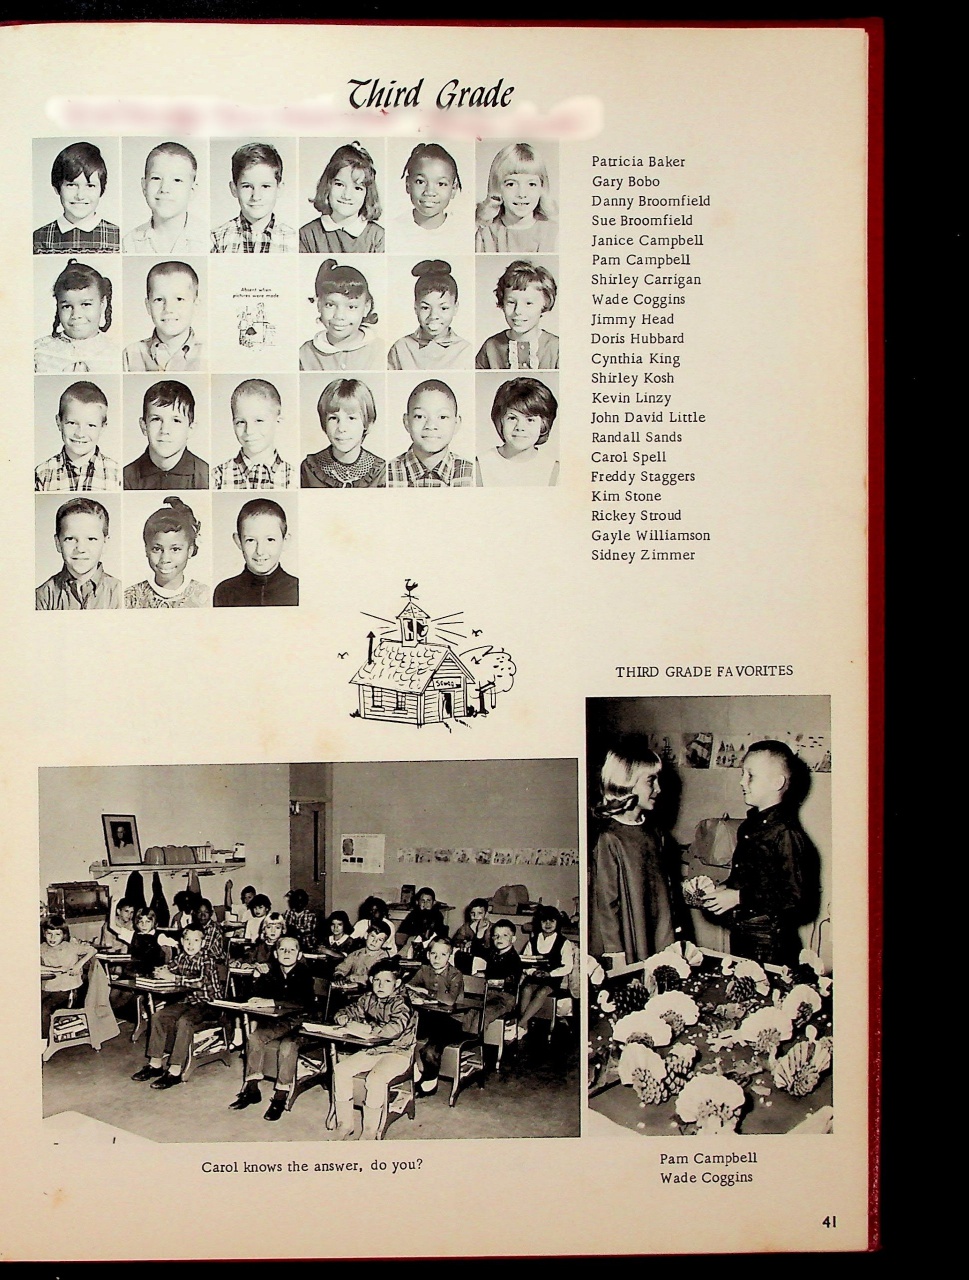 Third Grade
Patricia Baker
Gary Bobo
Danny Broomfield
Sue Broomfield
Janice Campbell
Pam Campbell
Shirley Carrigan
Wade Coggins
Jimmy Head
Doris Hubbard
Cynthia King
Shirley Kosh
Kevin Linzy
John David Little
Randall Sands
Carol Spell
Freddy Staggers
Kim Stone
Rickey Stroud
Gayle Williamson
Sidney Zimmer
Absent when
pictures were made
THIRD GRADE FAVORITES
Carol knows the answer, do you?
Pam Campbell
Wade Coggins
41